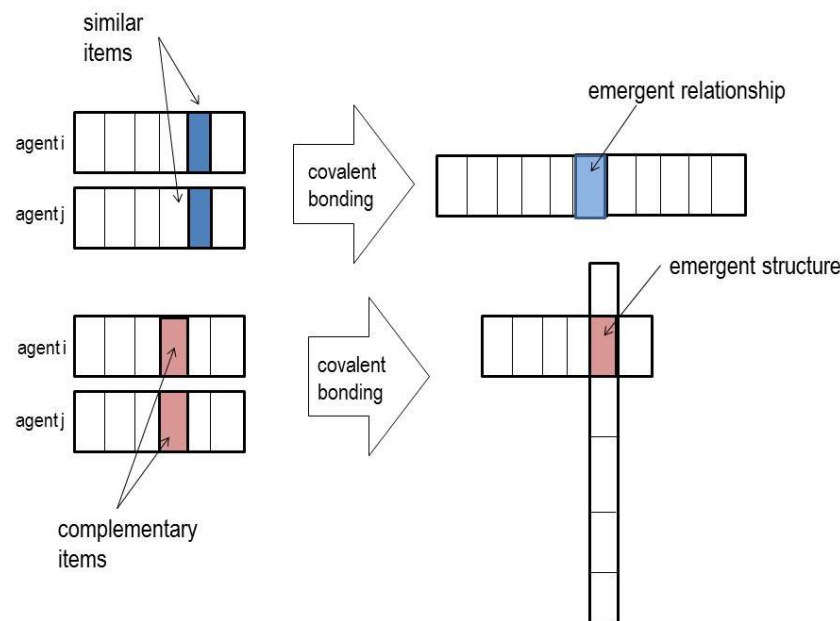 similar
items
agent i
agent j
covalent
bonding
emergent relationship
agent i
agent j
covalent
bonding
emergent structure
complementary
items